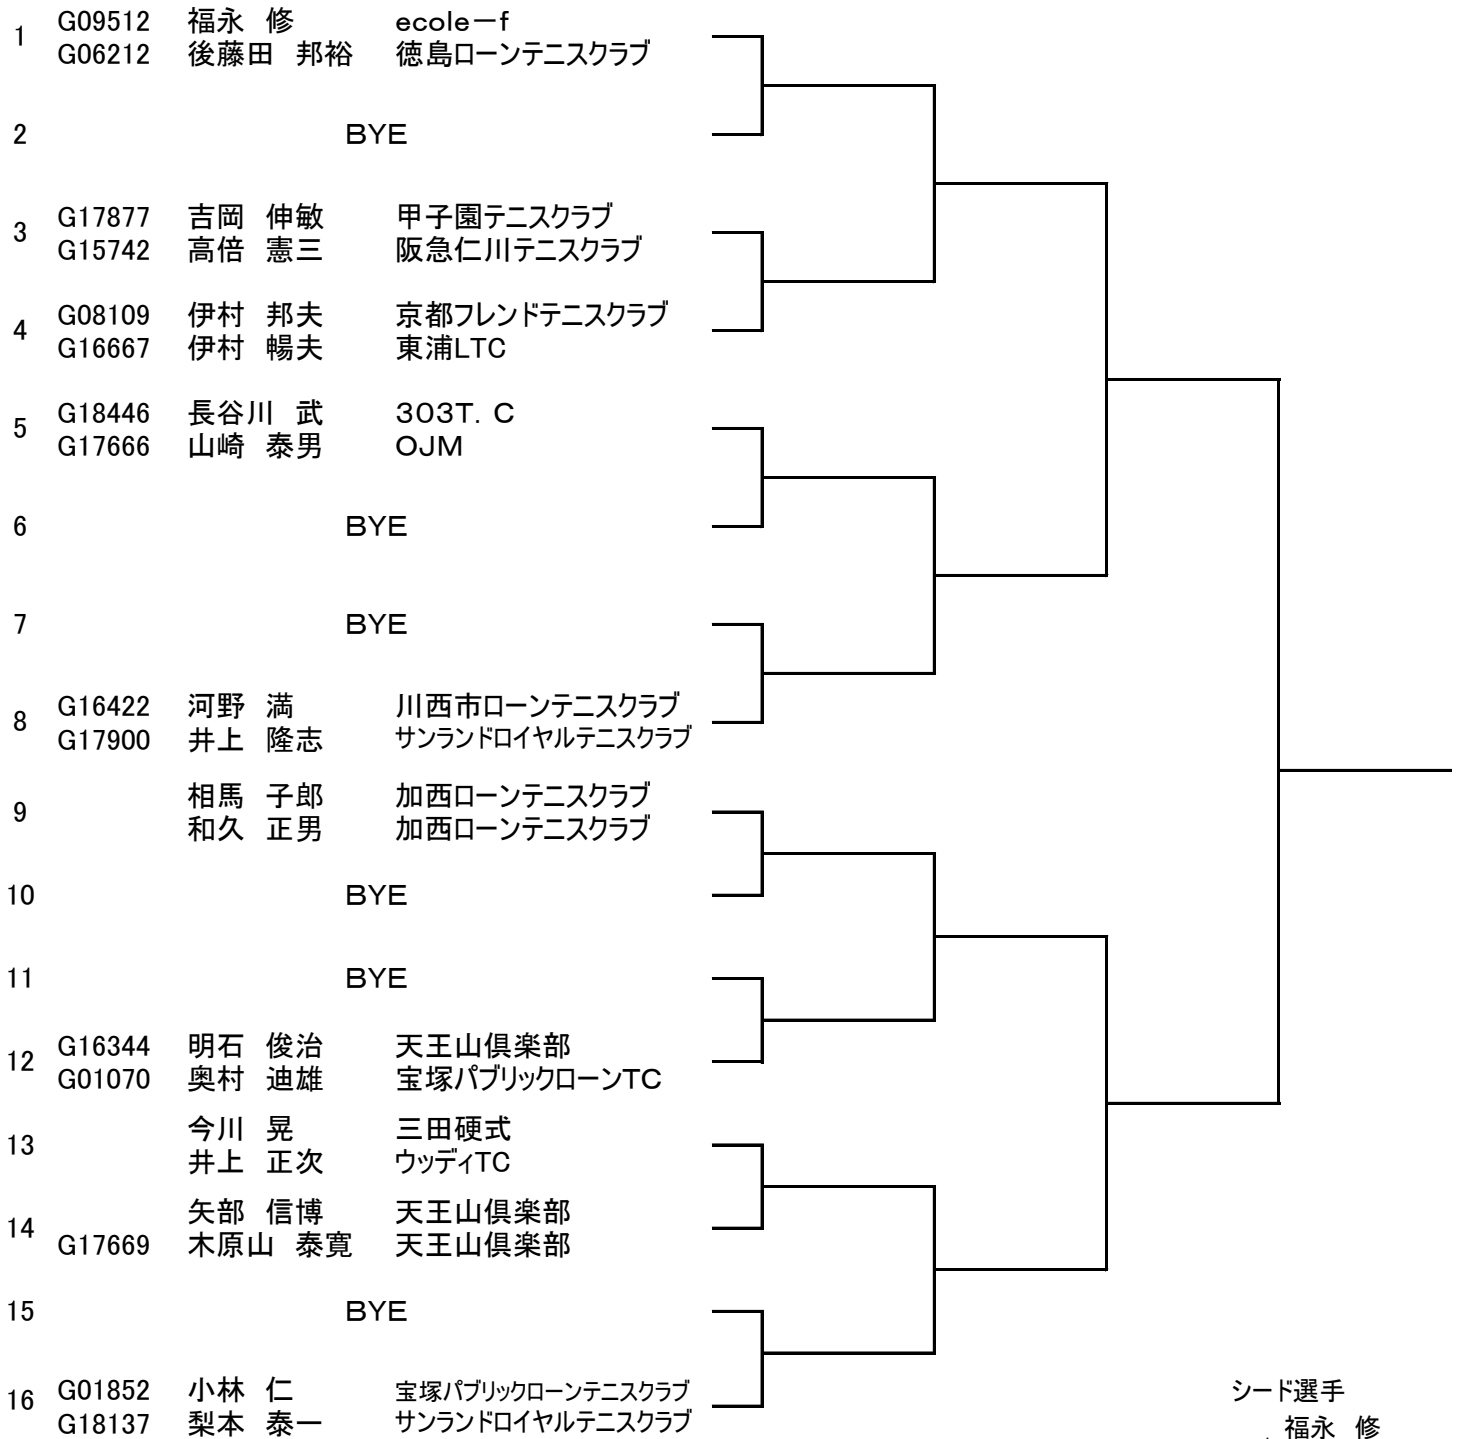 1 G09512 福永 修 ecole－f
G06212 後藤田 邦裕 徳島ローンテニスクラブ
2 BYE
3 G17877 吉岡 伸敏 甲子園テニスクラブ
G15742 高倍 憲三 阪急仁川テニスクラブ
4 G08109 伊村 邦夫 京都フレンドテニスクラブ
G16667 伊村 暢夫 東浦LTC
5 G18446 長谷川 武 303T．C
G17666 山崎 泰男 OJM
6 BYE
7 BYE
8 G16422 河野 満 川西市ローンテニスクラブ
G17900 井上 隆志 サンランドロイヤルテニスクラブ
9 相馬 子郎 加西ローンテニスクラブ
和久 正男 加西ローンテニスクラブ
10 BYE
11 BYE
12 G16344 明石 俊治 天王山倶楽部
G01070 奥村 迪雄 宝塚パブリックローンTC
13 今川 晃 三田硬式
井上 正次 ウッディTC
14 矢部 信博 天王山倶楽部
G17669 木原山 泰寛 天王山倶楽部
15 BYE
16 G01852 小林 仁 宝塚パブリックローンテニスクラブ
G18137 梨本 泰一 サンランドロイヤルテニスクラブ
シード選手
福永 修